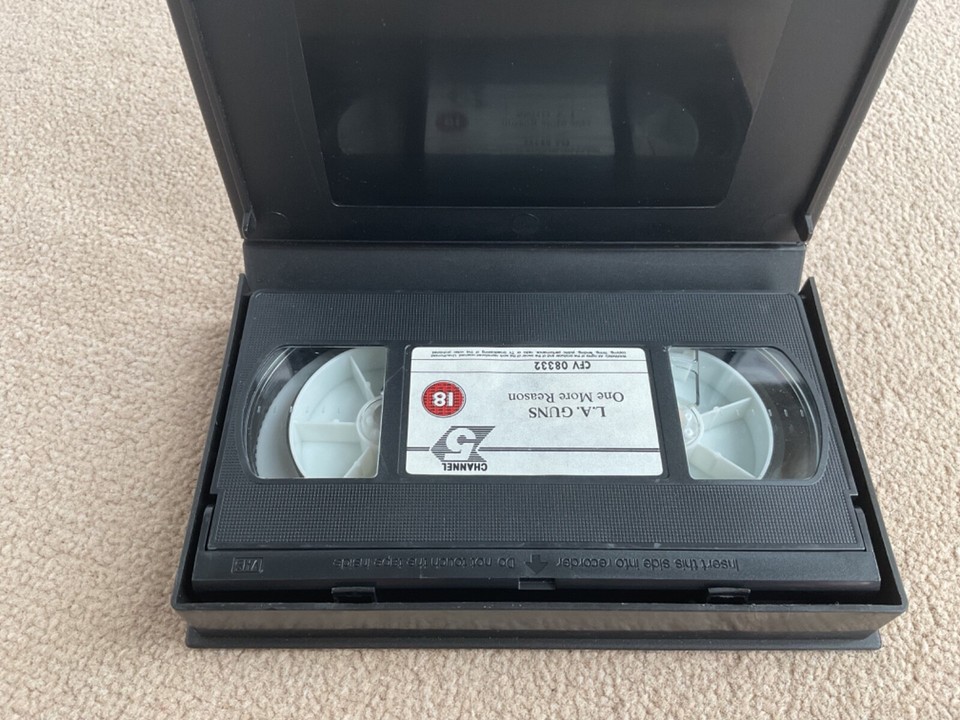 CHANNEL
5
L.A. GUNS
One More Reason
18
CFV 08332
Insert this side into recorder
Do not touch the tape inside
VHS